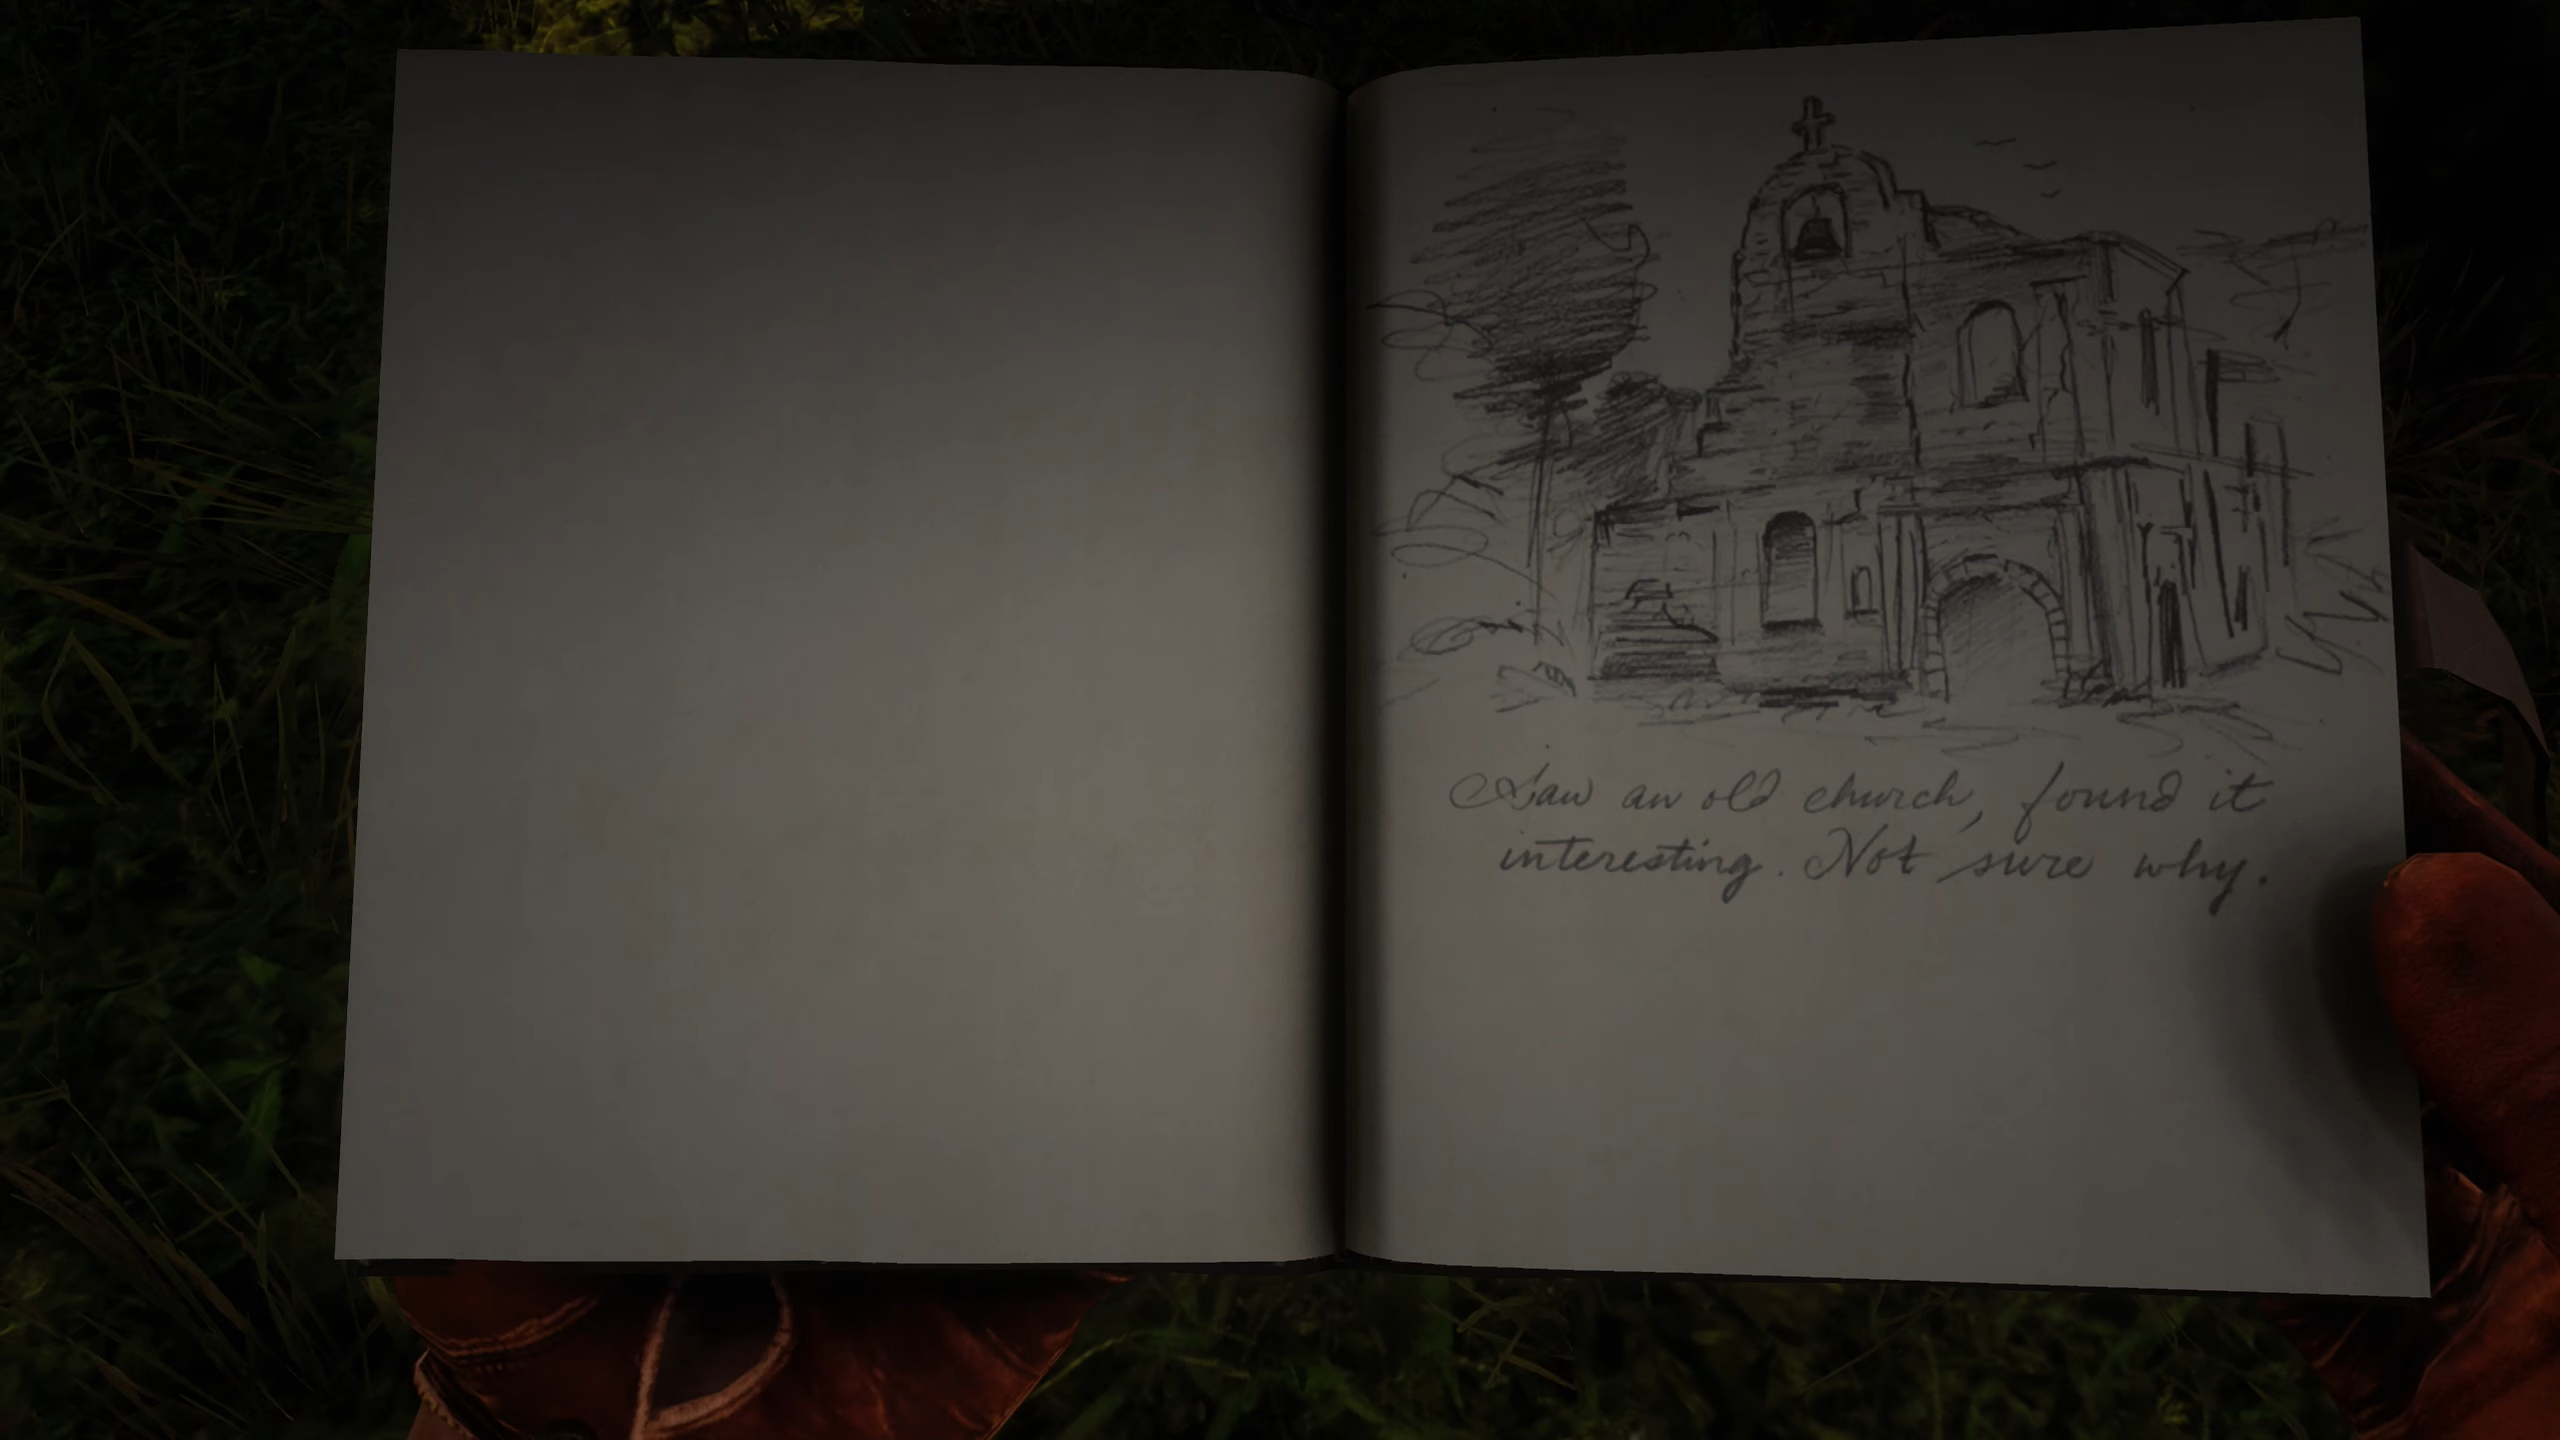 Saw an old church, found it
interesting. Not sure why.